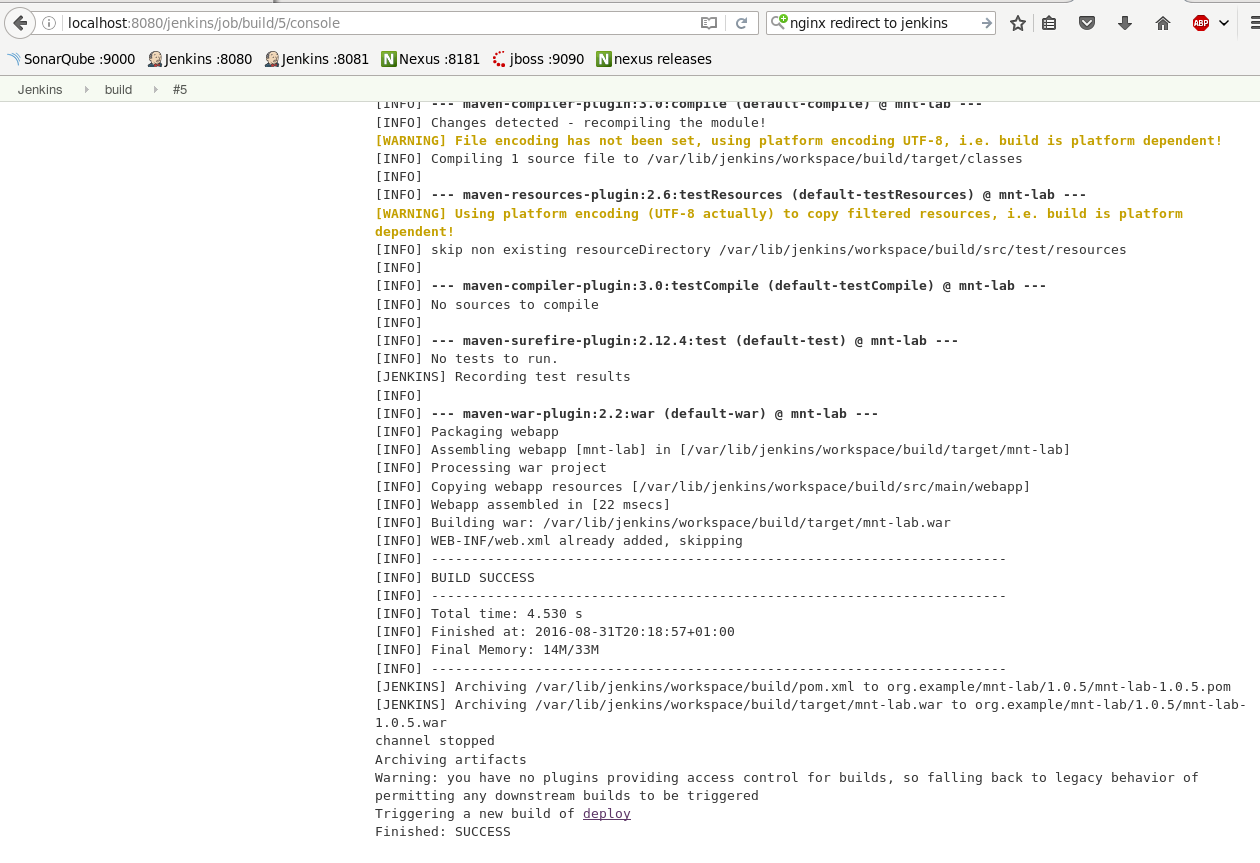 localhost:8080/jenkins/job/build/5/console
nginx redirect to jenkins
ABP
SonarQube :9000 Jenkins :8080 Jenkins :8081 Nexus :8181 jboss :9090 nexus releases
Jenkins build #5
[INFO] --- maven-compiler-plugin:3.0:compile (default-compile) @ mnt-lab ---
[INFO] Changes detected - recompiling the module!
[WARNING] File encoding has not been set, using platform encoding UTF-8, i.e. build is platform dependent!
[INFO] Compiling 1 source file to /var/lib/jenkins/workspace/build/target/classes
[INFO]
[INFO] --- maven-resources-plugin:2.6:testResources (default-testResources) @ mnt-lab ---
[WARNING] Using platform encoding (UTF-8 actually) to copy filtered resources, i.e. build is platform
dependent!
[INFO] skip non existing resourceDirectory /var/lib/jenkins/workspace/build/src/test/resources
[INFO]
[INFO] --- maven-compiler-plugin:3.0:testCompile (default-testCompile) @ mnt-lab ---
[INFO] No sources to compile
[INFO]
[INFO] --- maven-surefire-plugin:2.12.4:test (default-test) @ mnt-lab ---
[INFO] No tests to run.
[JENKINS] Recording test results
[INFO]
[INFO] --- maven-war-plugin:2.2:war (default-war) @ mnt-lab ---
[INFO] Packaging webapp
[INFO] Assembling webapp [mnt-lab] in [/var/lib/jenkins/workspace/build/target/mnt-lab]
[INFO] Processing war project
[INFO] Copying webapp resources [/var/lib/jenkins/workspace/build/src/main/webapp]
[INFO] Webapp assembled in [22 msecs]
[INFO] Building war: /var/lib/jenkins/workspace/build/target/mnt-lab.war
[INFO] WEB-INF/web.xml already added, skipping
[INFO] ------------------------------------------------------------------------
[INFO] BUILD SUCCESS
[INFO] ------------------------------------------------------------------------
[INFO] Total time: 4.530 s
[INFO] Finished at: 2016-08-31T20:18:57+01:00
[INFO] Final Memory: 14M/33M
[INFO] ------------------------------------------------------------------------
[JENKINS] Archiving /var/lib/jenkins/workspace/build/pom.xml to org.example/mnt-lab/1.0.5/mnt-lab-1.0.5.pom
[JENKINS] Archiving /var/lib/jenkins/workspace/build/target/mnt-lab.war to org.example/mnt-lab/1.0.5/mnt-lab-
1.0.5.war
channel stopped
Archiving artifacts
Warning: you have no plugins providing access control for builds, so falling back to legacy behavior of
permitting any downstream builds to be triggered
Triggering a new build of deploy
Finished: SUCCESS